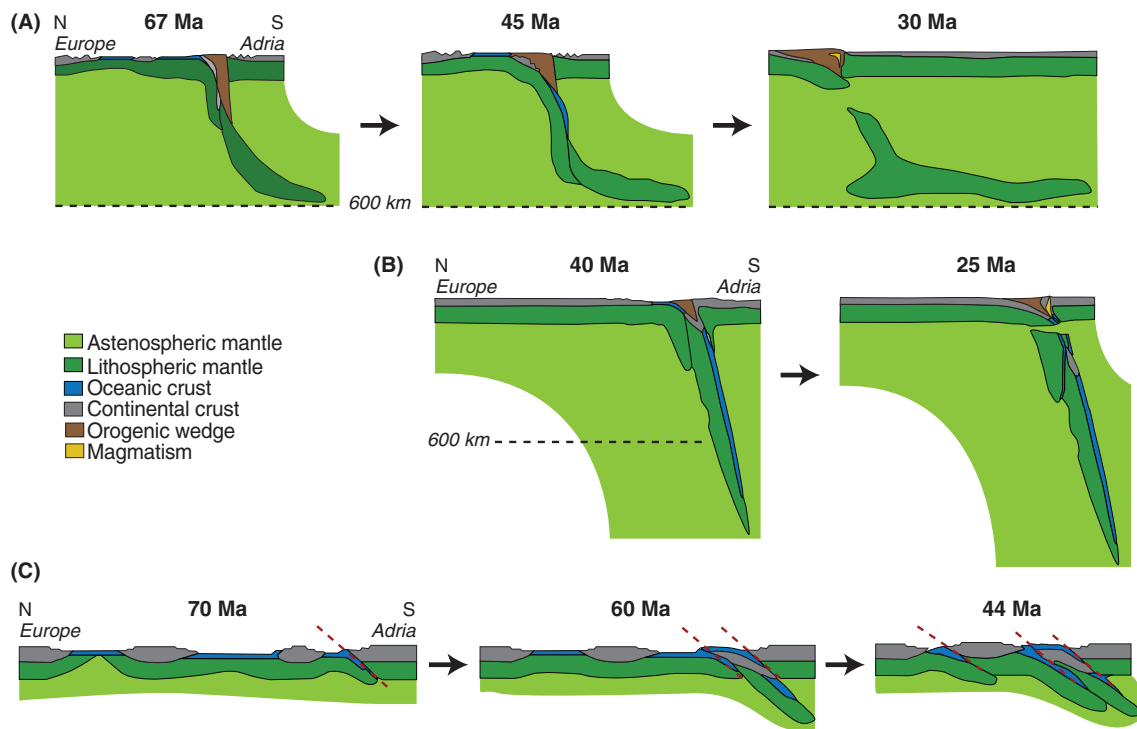 (A)
N 67 Ma S
Europe Adria
45 Ma
30 Ma
600 km
(B)
N 40 Ma S
Europe Adria
25 Ma
600 km
Astenospheric mantle
Lithospheric mantle
Oceanic crust
Continental crust
Orogenic wedge
Magmatism
(C)
N 70 Ma S
Europe Adria
60 Ma
44 Ma